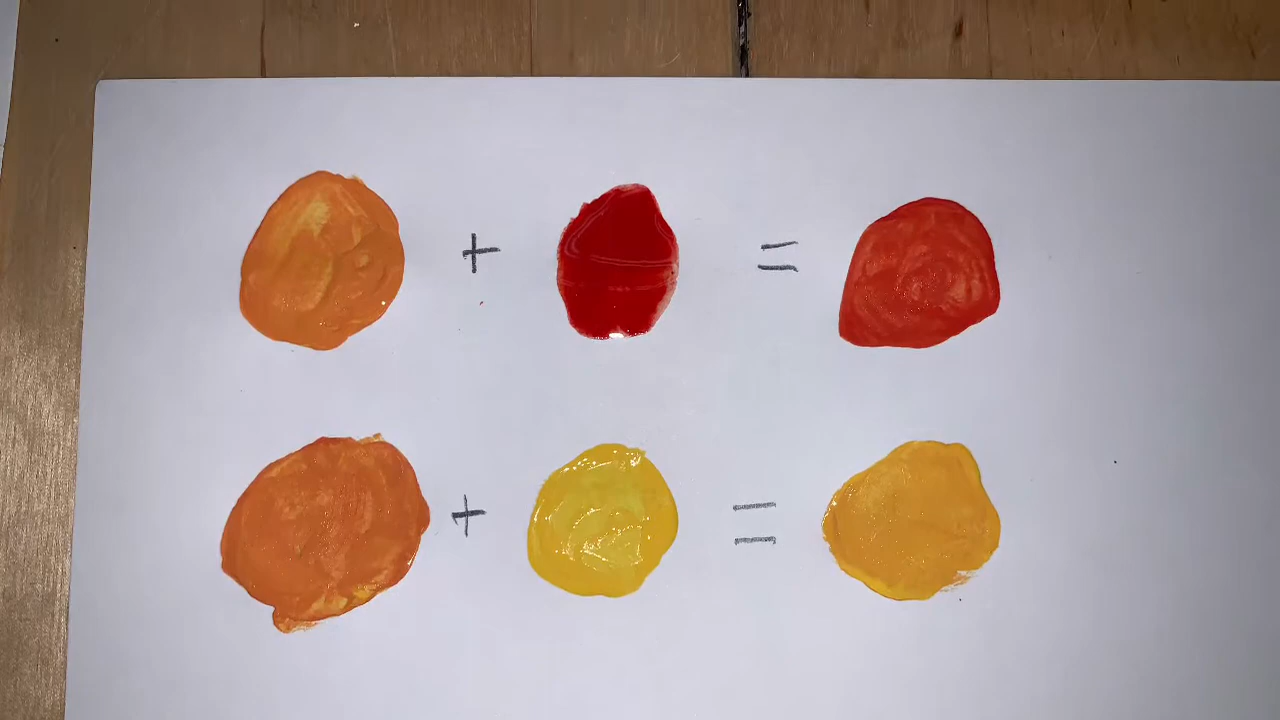 + =
+ =